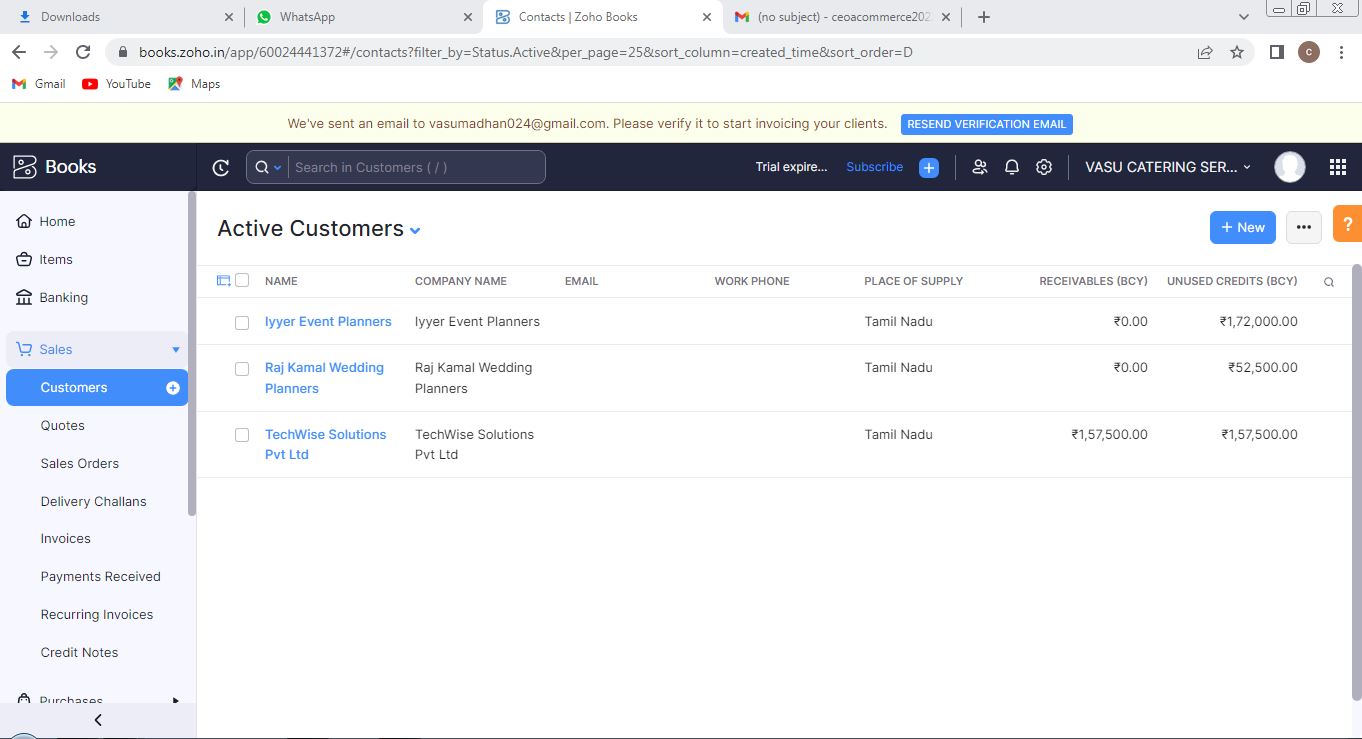 Downloads
WhatsApp
Contacts | Zoho Books
(no subject) - ceoacommerce202
books.zoho.in/app/60024441372#/contacts?filter_by=Status.Active&per_page=25&sort_column=created_time&sort_order=D
C
Gmail
YouTube
Maps
We've sent an email to vasumadhan024@gmail.com. Please verify it to start invoicing your clients.
RESEND VERIFICATION EMAIL
Books
Search in Customers ( / )
Trial expire...
Subscribe
VASU CATERING SER...
Home
Items
Banking
Sales
Customers
Quotes
Sales Orders
Delivery Challans
Invoices
Payments Received
Recurring Invoices
Credit Notes
Purchases
Active Customers
+ New
?
NAME COMPANY NAME EMAIL WORK PHONE PLACE OF SUPPLY RECEIVABLES (BCY) UNUSED CREDITS (BCY)
Iyyer Event Planners Iyyer Event Planners Tamil Nadu ₹0.00 ₹1,72,000.00
Raj Kamal Wedding Raj Kamal Wedding Tamil Nadu ₹0.00 ₹52,500.00
Planners Planners
TechWise Solutions TechWise Solutions Tamil Nadu ₹1,57,500.00 ₹1,57,500.00
Pvt Ltd Pvt Ltd